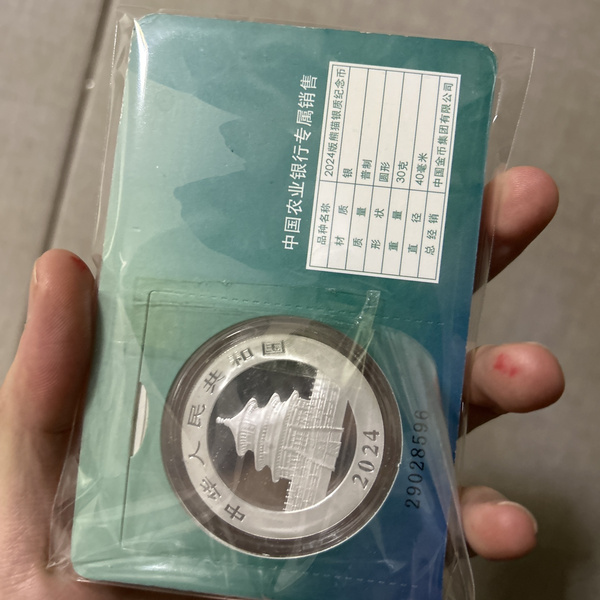 中国农业银行专属销售
品种名称 2024版熊猫银质纪念币
材质 银
质量 普制
形状 圆形
重量 30克
直径 40毫米
总经销 中国金币集团有限公司
中华人民共和国
2024
29028596